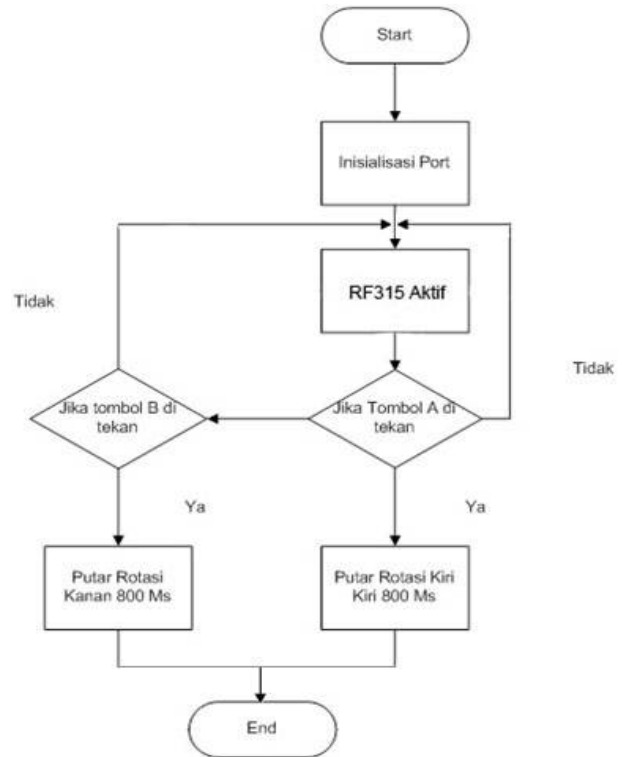 Start
Inisialisasi Port
RF315 Aktif
Tidak
Tidak
Jika tombol B di
tekan
Jika Tombol A di
tekan
Ya
Ya
Putar Rotasi
Kanan 800 Ms
Putar Rotasi Kiri
Kiri 800 Ms
End